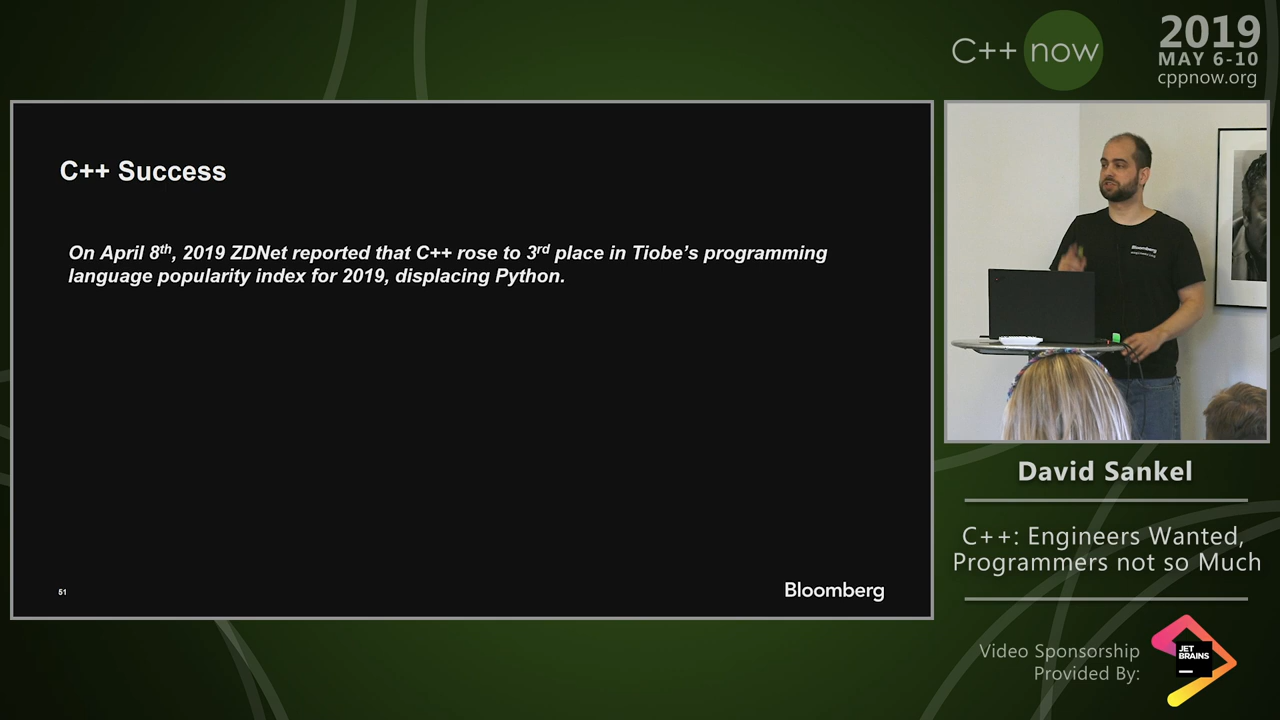 C++ now
2019
MAY 6-10
cppnow.org
C++ Success
On April 8th, 2019 ZDNet reported that C++ rose to 3rd place in Tiobe's programming
language popularity index for 2019, displacing Python.
51
Bloomberg
Bloomberg
David Sankel
C++: Engineers Wanted,
Programmers not so Much
Video Sponsorship
Provided By:
JET
BRAINS